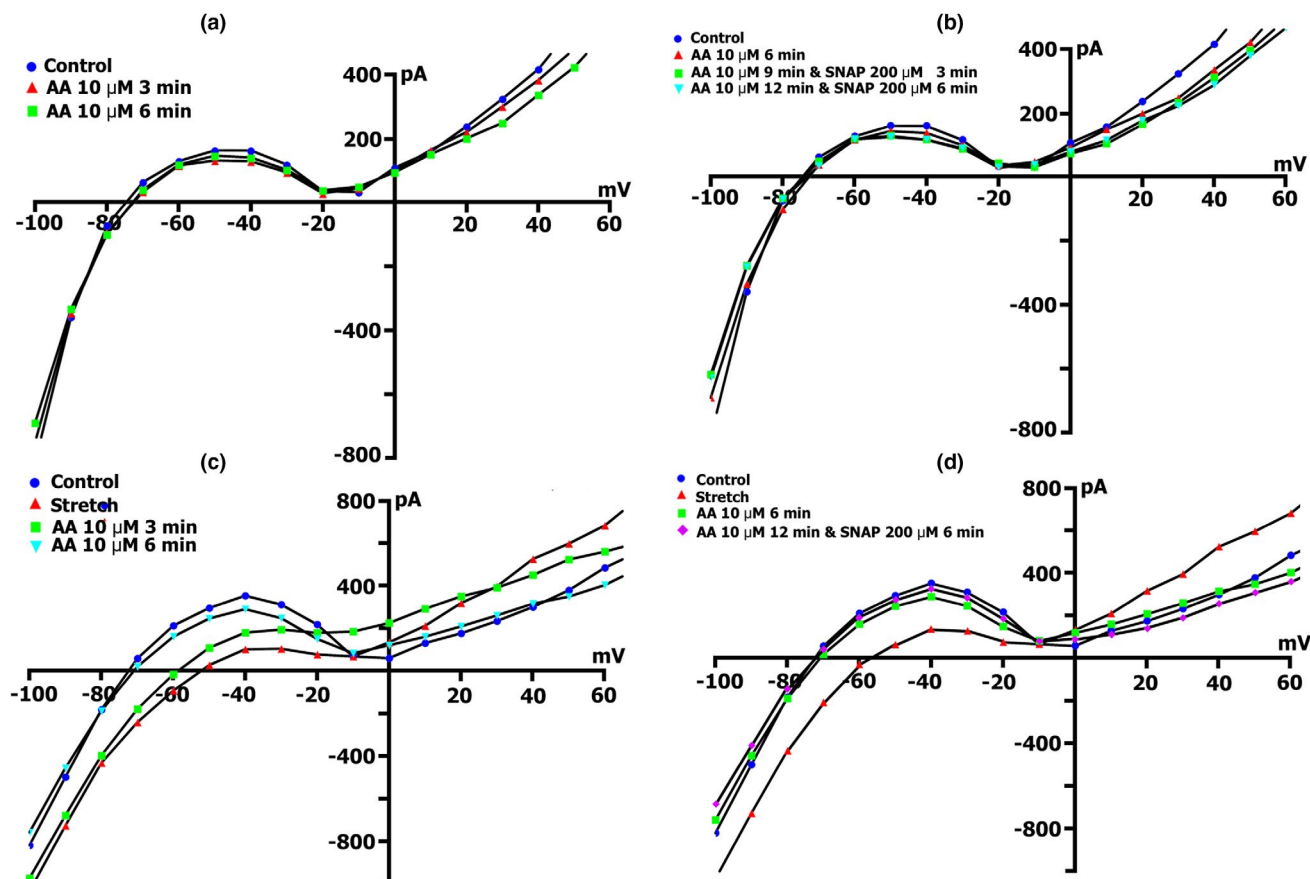 (a)
Control
AA 10 μM 3 min
AA 10 μM 6 min
pA
400
200
mV
-100 -80 -60 -40 -20 20 40 60
-400
-800
(b)
Control
AA 10 μM 6 min
AA 10 μM 9 min & SNAP 200 μM 3 min
AA 10 μM 12 min & SNAP 200 μM 6 min
pA
400
200
mV
-100 -80 -60 -40 -20 20 40 60
-400
-800
(c)
Control
Stretch
AA 10 μM 3 min
AA 10 μM 6 min
800
pA
400
mV
-100 -80 -60 -40 -20 20 40 60
-400
-800
(d)
Control
Stretch
AA 10 μM 6 min
AA 10 μM 12 min & SNAP 200 μM 6 min
800
pA
400
mV
-100 -80 -60 -40 -20 20 40 60
-400
-800